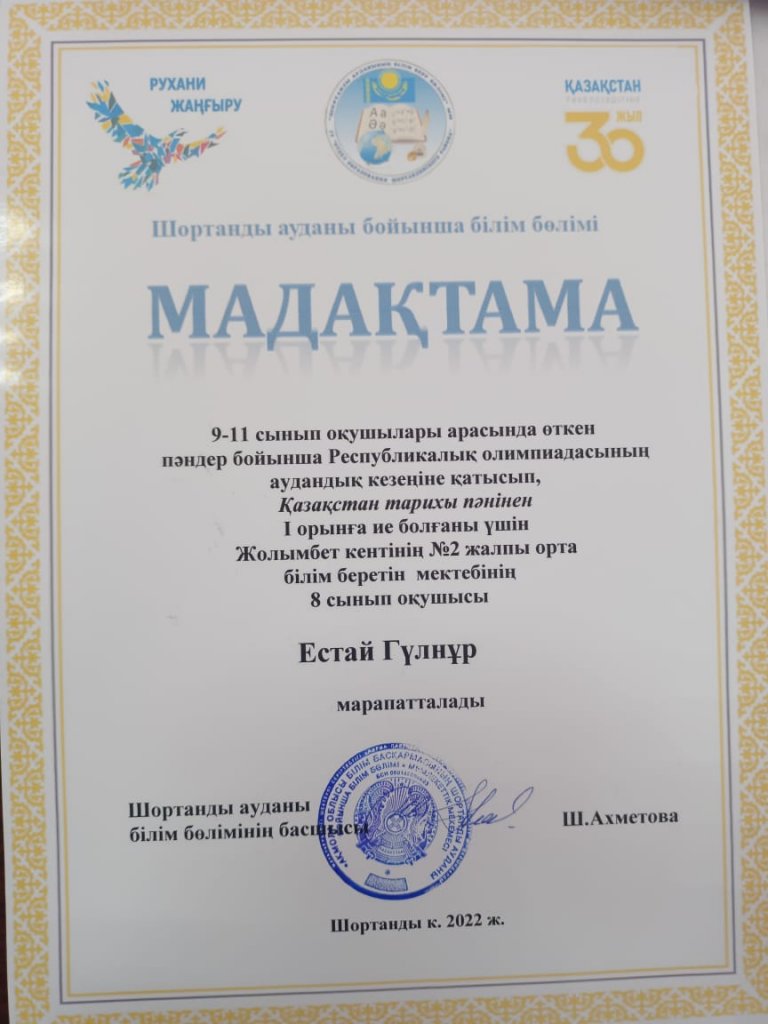 РУХАНИ
ЖАҢҒЫРУ
ҚАЗАҚСТАН
30 ЖЫЛ
Аа
Әә
Шортанды ауданы бойынша білім бөлімі
МАДАҚТАМА
9-11 сынып оқушылары арасында өткен
пәндер бойынша Республикалық олимпиадасының
аудандық кезеңіне қатысып,
Қазақстан тарихы пәнінен
І орынға ие болғаны үшін
Жолымбет кентінің №2 жалпы орта
білім беретін мектебінің
8 сынып оқушысы
Естай Гүлнұр
марапатталады
Шортанды ауданы
білім бөлімінің басшысы
Ш.Ахметова
Шортанды к. 2022 ж.